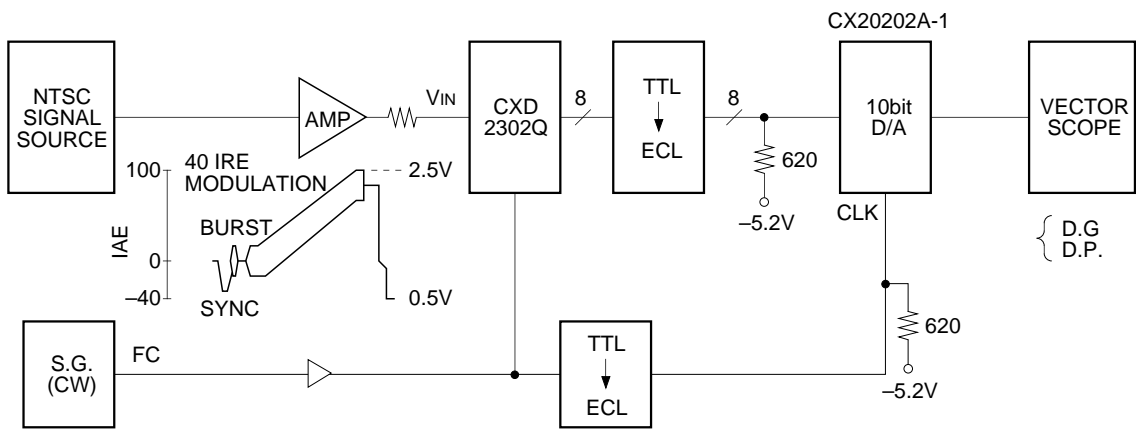 CX20202A-1
NTSC
SIGNAL
SOURCE
AMP
VIN
CXD
2302Q
8
TTL
ECL
8
620
–5.2V
10bit
D/A
CLK
VECTOR
SCOPE
D.G
D.P.
40 IRE
MODULATION
100
2.5V
BURST
IAE
0
–40
SYNC
0.5V
620
–5.2V
S.G.
(CW)
FC
TTL
ECL